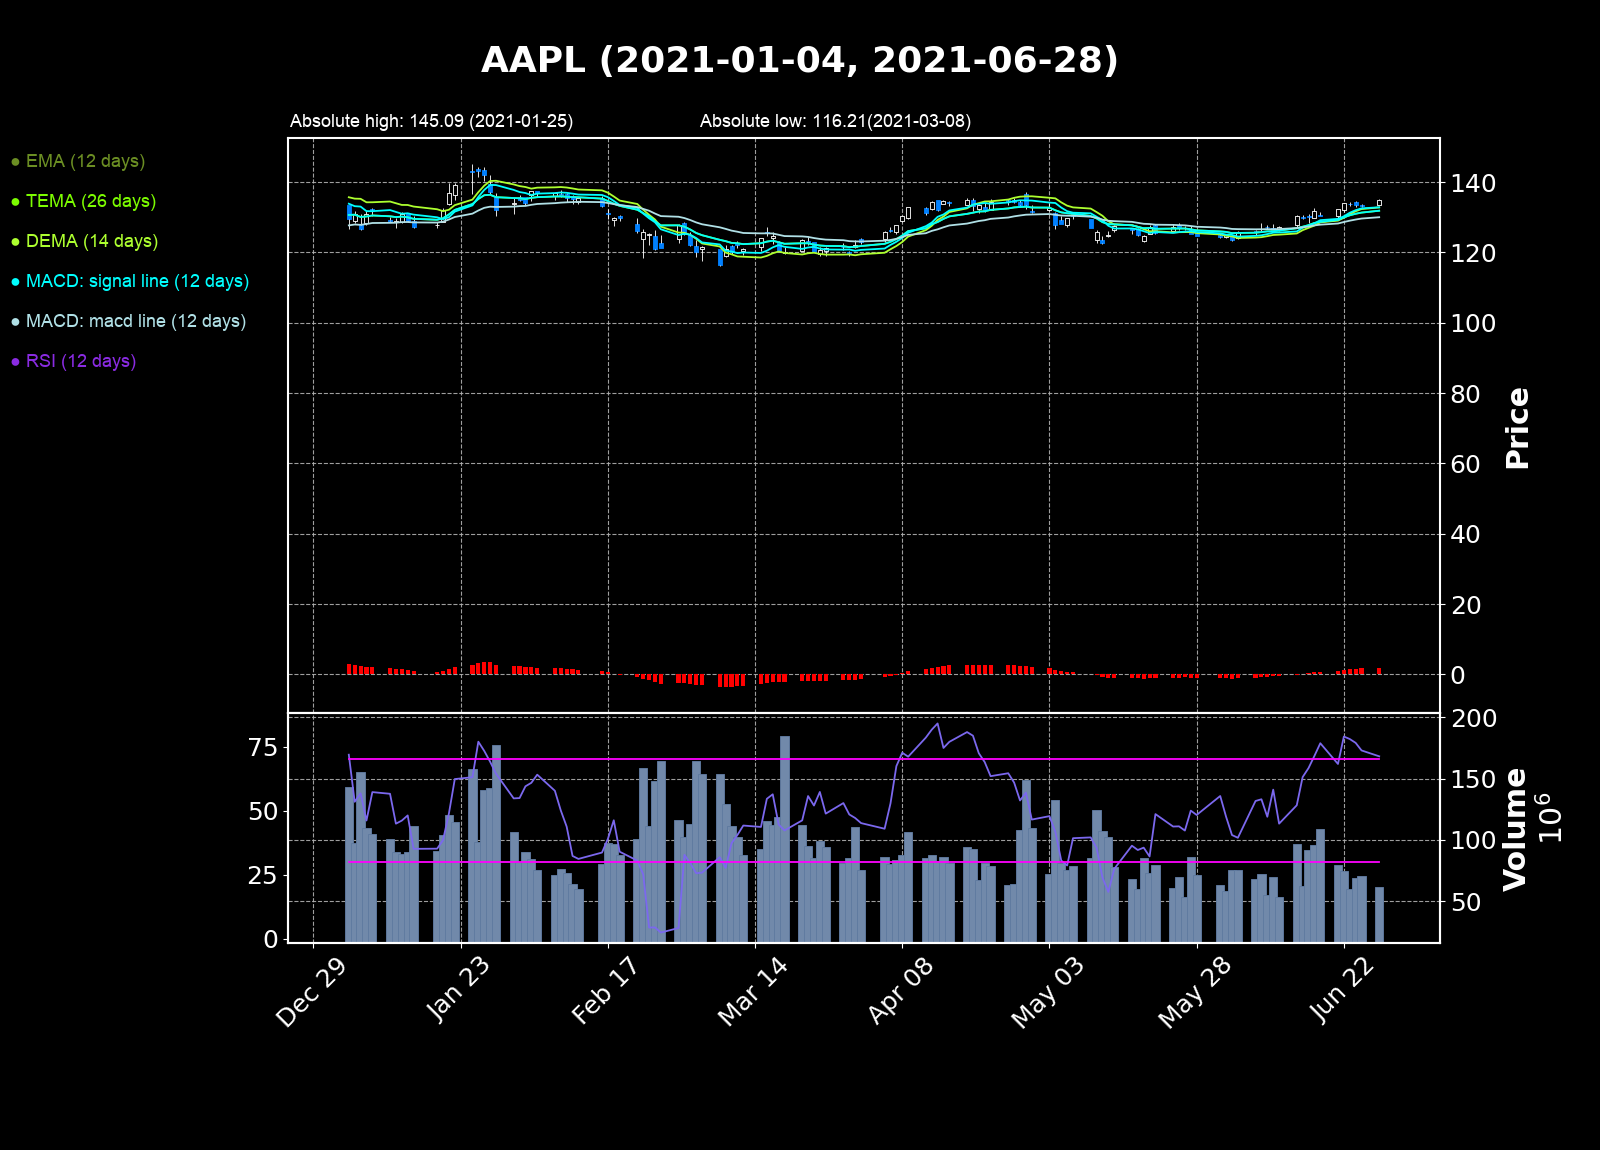 AAPL (2021-01-04, 2021-06-28)
Absolute high: 145.09 (2021-01-25)
Absolute low: 116.21(2021-03-08)
● EMA (12 days)
● TEMA (26 days)
● DEMA (14 days)
● MACD: signal line (12 days)
● MACD: macd line (12 days)
● RSI (12 days)
140
120
100
80
60
40
20
0
Price
75
50
25
0
200
150
100
50
Volume
10⁶
Dec 29
Jan 23
Feb 17
Mar 14
Apr 08
May 03
May 28
Jun 22